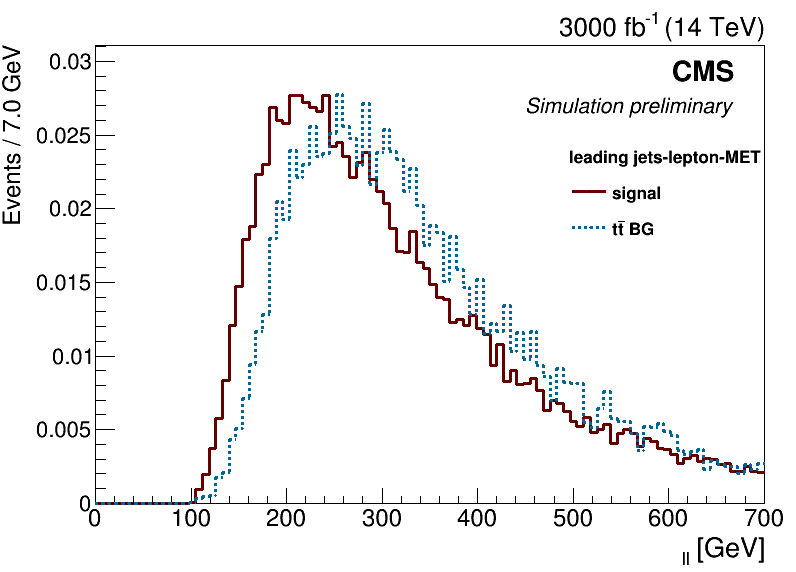 3000 fb⁻¹ (14 TeV)
Events / 7.0 GeV
CMS
Simulation preliminary
leading jets-lepton-MET
signal
tt̄ BG
0.03
0.025
0.02
0.015
0.01
0.005
0
0 100 200 300 400 500 600 700
ll [GeV]